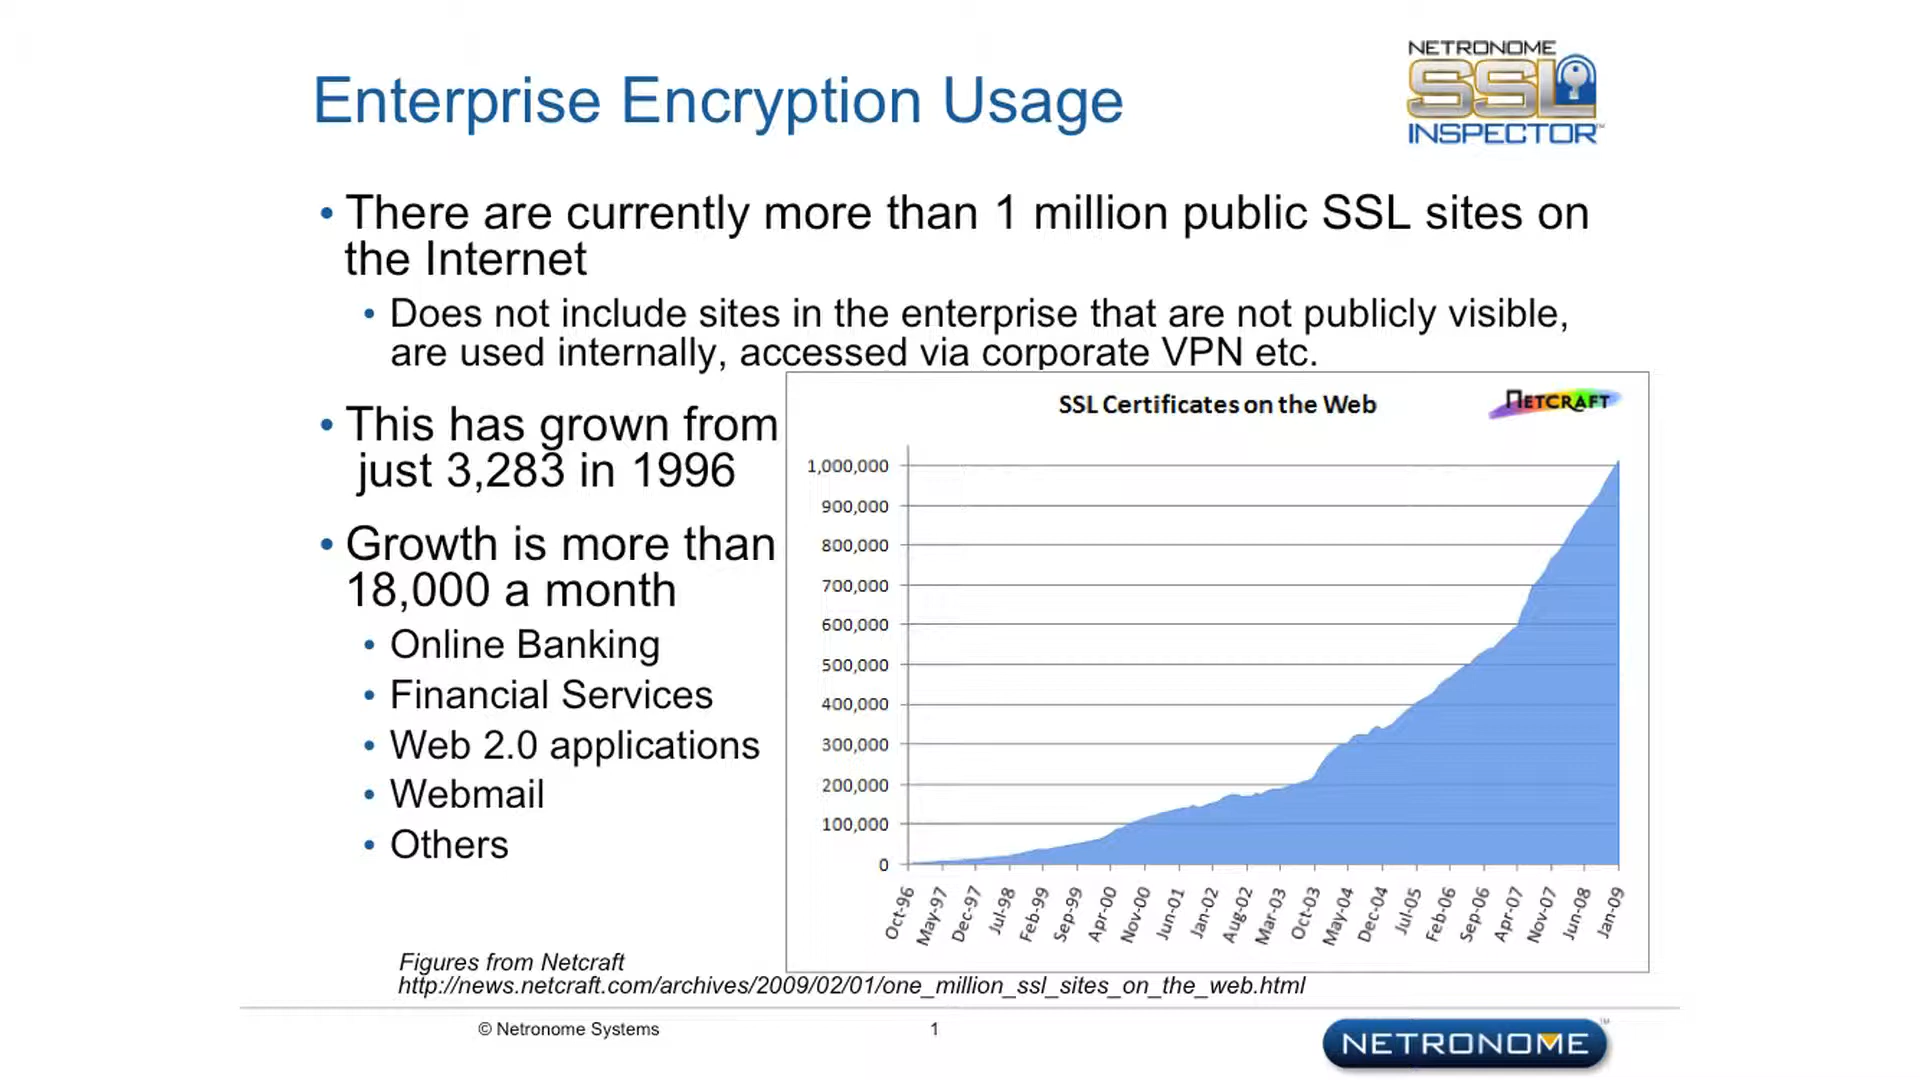 NETRONOME
SSL
INSPECTOR™
Enterprise Encryption Usage
• There are currently more than 1 million public SSL sites on
the Internet
• Does not include sites in the enterprise that are not publicly visible,
are used internally, accessed via corporate VPN etc.
• This has grown from
just 3,283 in 1996
• Growth is more than
18,000 a month
• Online Banking
• Financial Services
• Web 2.0 applications
• Webmail
• Others
SSL Certificates on the Web
NETCRAFT
1,000,000
900,000
800,000
700,000
600,000
500,000
400,000
300,000
200,000
100,000
0
Oct-96
May-97
Dec-97
Jul-98
Feb-99
Sep-99
Apr-00
Nov-00
Jun-01
Jan-02
Aug-02
Mar-03
Oct-03
May-04
Dec-04
Jul-05
Feb-06
Sep-06
Apr-07
Nov-07
Jun-08
Jan-09
Figures from Netcraft
http://news.netcraft.com/archives/2009/02/01/one_million_ssl_sites_on_the_web.html
© Netronome Systems
1
NETRONOME™